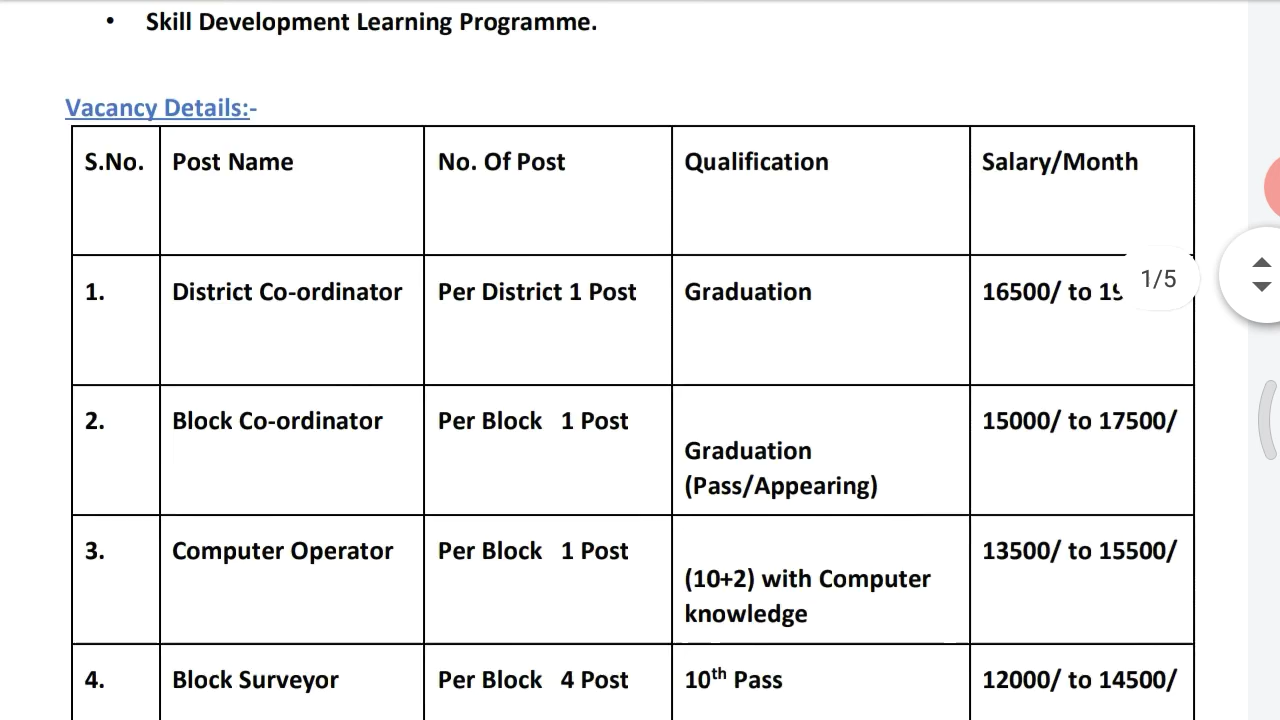 • Skill Development Learning Programme.
Vacancy Details:-
S.No. Post Name No. Of Post Qualification Salary/Month
1. District Co-ordinator Per District 1 Post Graduation 16500/ to
1/5
2. Block Co-ordinator Per Block 1 Post 15000/ to 17500/
Graduation
(Pass/Appearing)
3. Computer Operator Per Block 1 Post 13500/ to 15500/
(10+2) with Computer
knowledge
4. Block Surveyor Per Block 4 Post 10th Pass 12000/ to 14500/